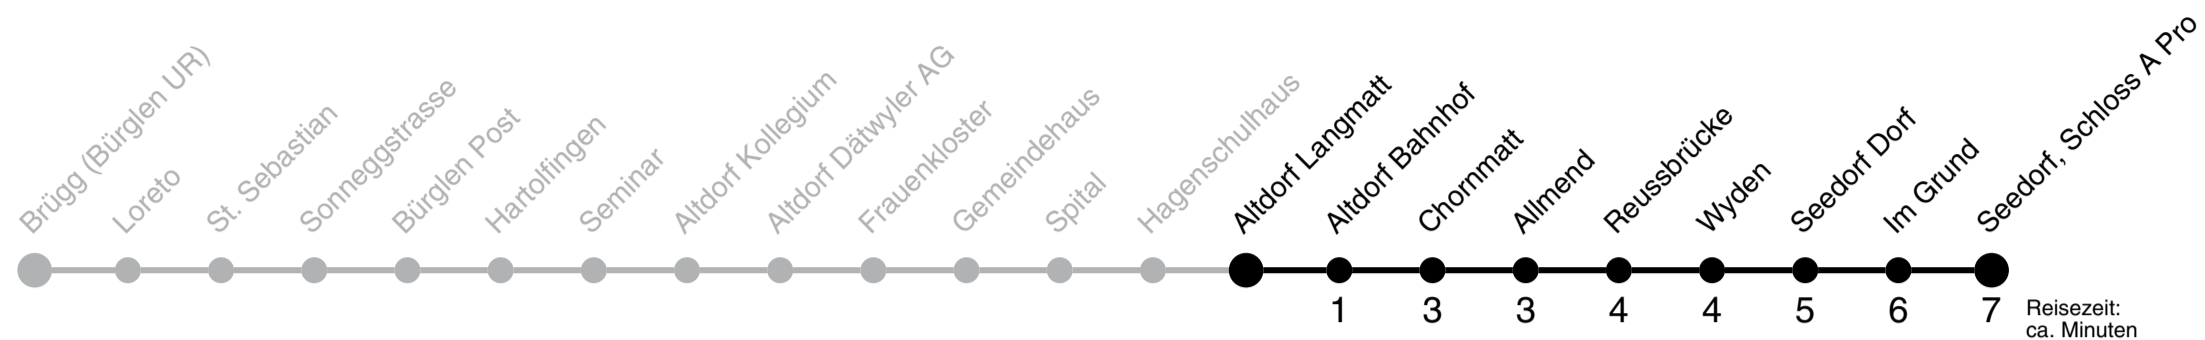 Brügg (Bürglen UR)
Loreto
St. Sebastian
Sonneggstrasse
Bürglen Post
Hartolfingen
Seminar
Altdorf Kollegium
Altdorf Dätwyler AG
Frauenkloster
Gemeindehaus
Spital
Hagenschulhaus
Altdorf Langmatt
Altdorf Bahnhof
Chornmatt
Allmend
Reussbrücke
Wyden
Seedorf Dorf
Im Grund
Seedorf, Schloss A Pro
1 3 3 4 4 5 6 7
Reisezeit:
ca. Minuten